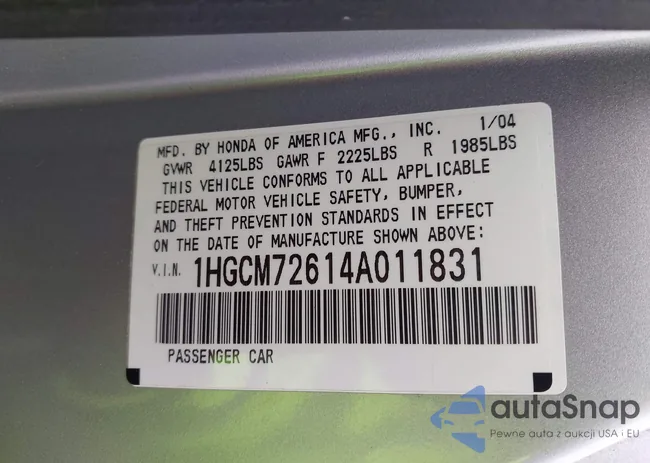 MFD. BY HONDA OF AMERICA MFG., INC. 1/04
GVWR 4125LBS GAWR F 2225LBS R 1985LBS
THIS VEHICLE CONFORMS TO ALL APPLICABLE
FEDERAL MOTOR VEHICLE SAFETY, BUMPER,
AND THEFT PREVENTION STANDARDS IN EFFECT
ON THE DATE OF MANUFACTURE SHOWN ABOVE:
V.I.N. 1HGCM72614A011831
PASSENGER CAR
autaSnap
Pewne auta z aukcji USA i EU